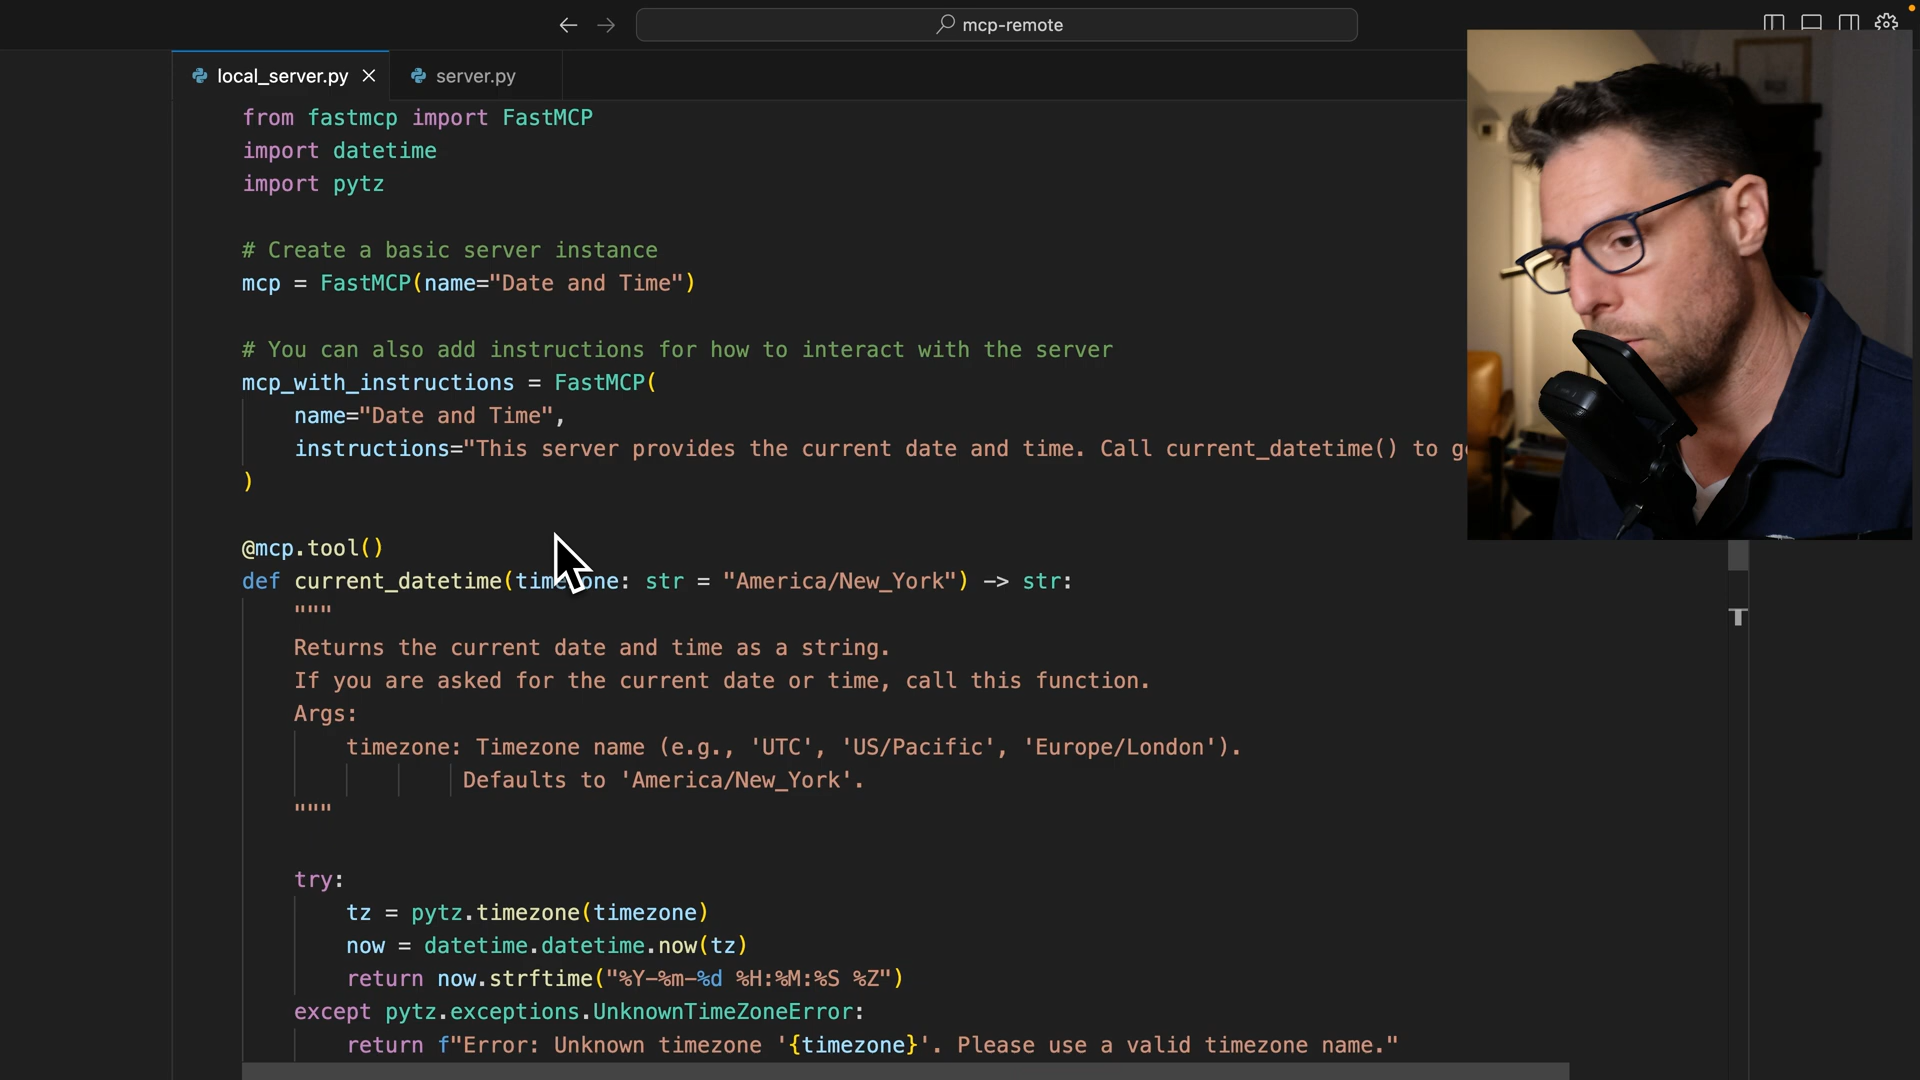 mcp-remote
local_server.py
server.py
from fastmcp import FastMCP
import datetime
import pytz
# Create a basic server instance
mcp = FastMCP(name="Date and Time")
# You can also add instructions for how to interact with the server
mcp_with_instructions = FastMCP(
name="Date and Time",
instructions="This server provides the current date and time. Call current_datetime() to
)
@mcp.tool()
def current_datetime(timezone: str = "America/New_York") -> str:
"""
Returns the current date and time as a string.
If you are asked for the current date or time, call this function.
Args:
timezone: Timezone name (e.g., 'UTC', 'US/Pacific', 'Europe/London').
Defaults to 'America/New_York'.
"""
try:
tz = pytz.timezone(timezone)
now = datetime.datetime.now(tz)
return now.strftime("%Y-%m-%d %H:%M:%S %Z")
except pytz.exceptions.UnknownTimeZoneError:
return f"Error: Unknown timezone '{timezone}'. Please use a valid timezone name."